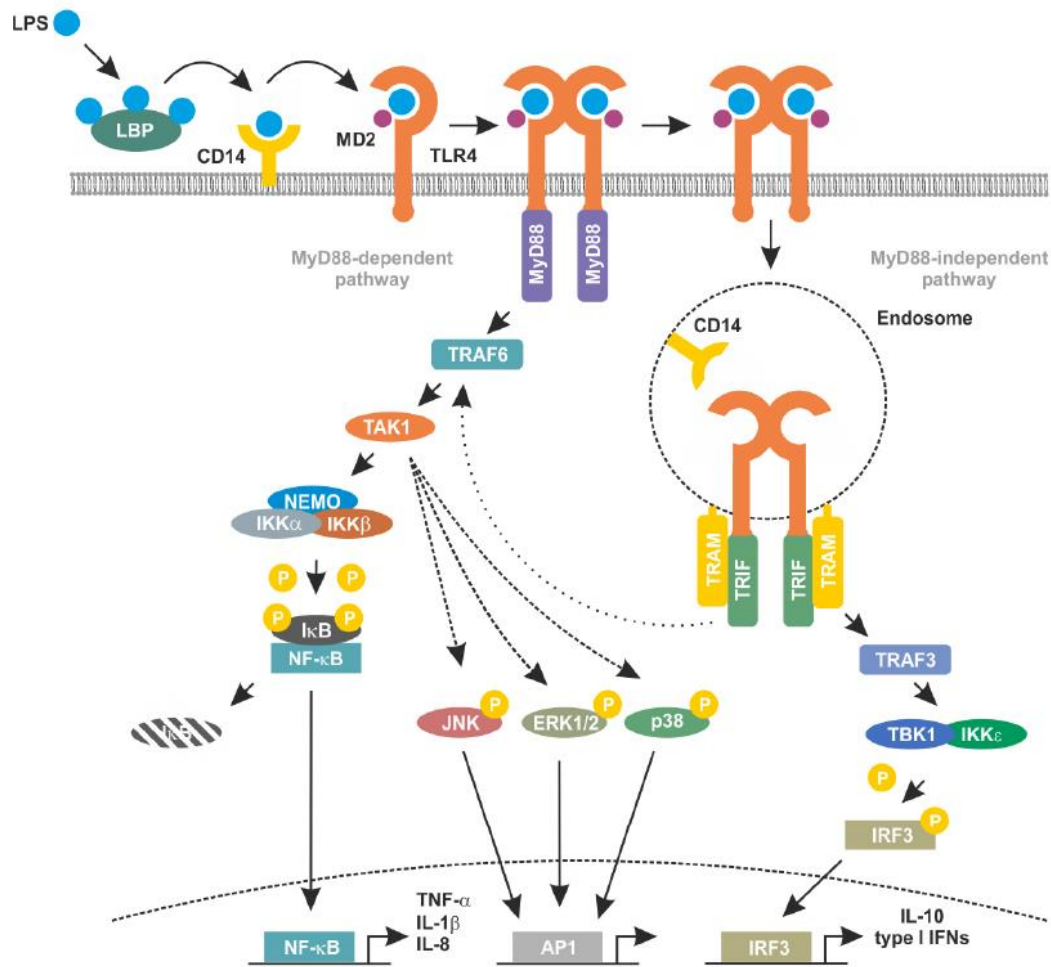 LPS
LBP
CD14
MD2
TLR4
MyD88-dependent
pathway
MyD88
MyD88
MyD88-independent
pathway
Endosome
CD14
TRAF6
TAK1
NEMO
IKKα
IKKβ
TRAM
TRIF
TRIF
TRAM
P
P
P
P
IκB
NF-κB
TRAF3
IκB
JNK
P
ERK1/2
P
p38
P
TBK1
IKKε
P
P
IRF3
TNF-α
IL-1β
IL-8
NF-κB
AP1
IRF3
IL-10
type I IFNs